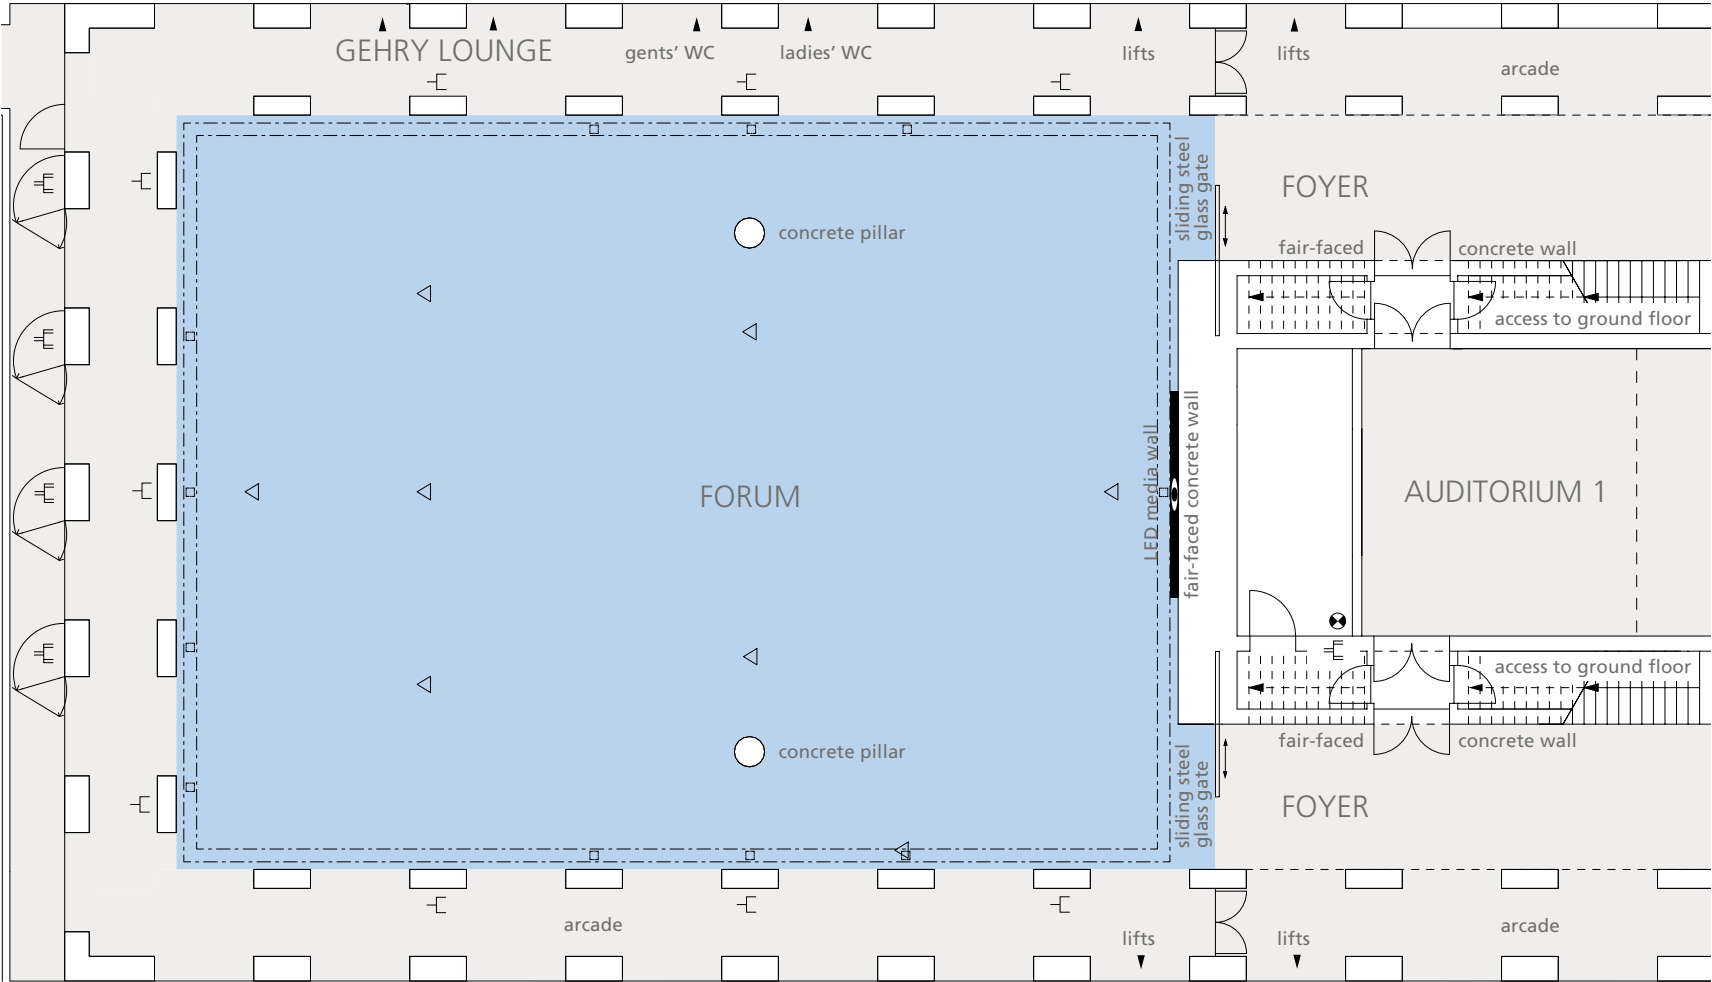 GEHRY LOUNGE
gents’ WC
ladies’ WC
lifts
lifts
arcade
sliding steel
glass gate
FOYER
concrete pillar
fair-faced
concrete wall
access to ground floor
FORUM
LED media wall
fair-faced concrete wall
AUDITORIUM 1
access to ground floor
concrete pillar
fair-faced
concrete wall
sliding steel
glass gate
FOYER
arcade
lifts
lifts
arcade